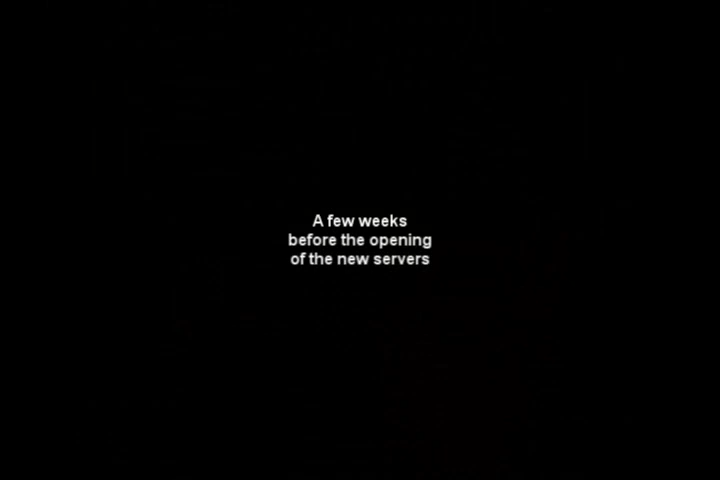 A few weeks
before the opening
of the new servers